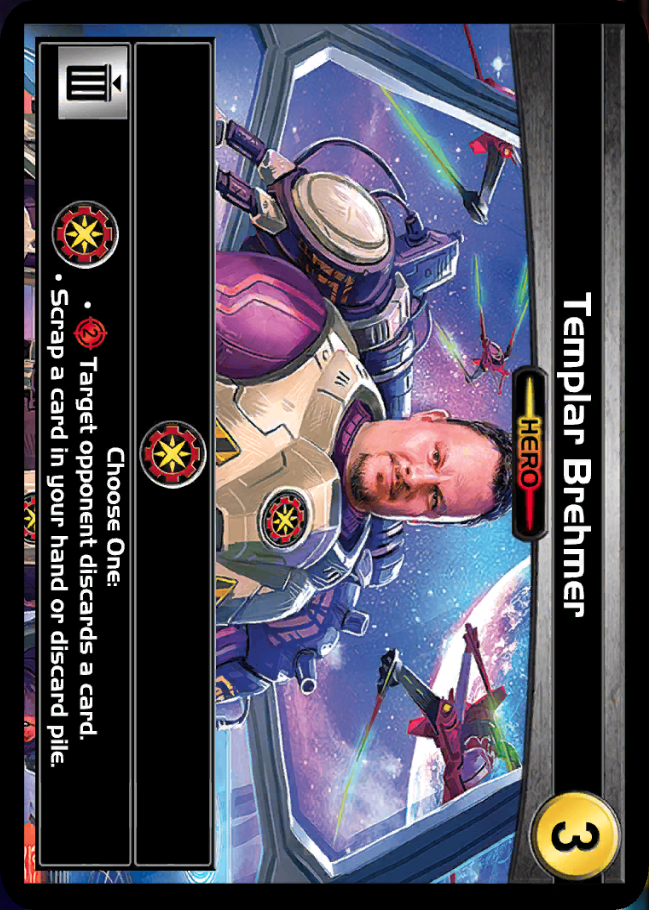 Templar Brehmer
3
HERO
Choose One:
• 2 Target opponent discards a card.
• Scrap a card in your hand or discard pile.